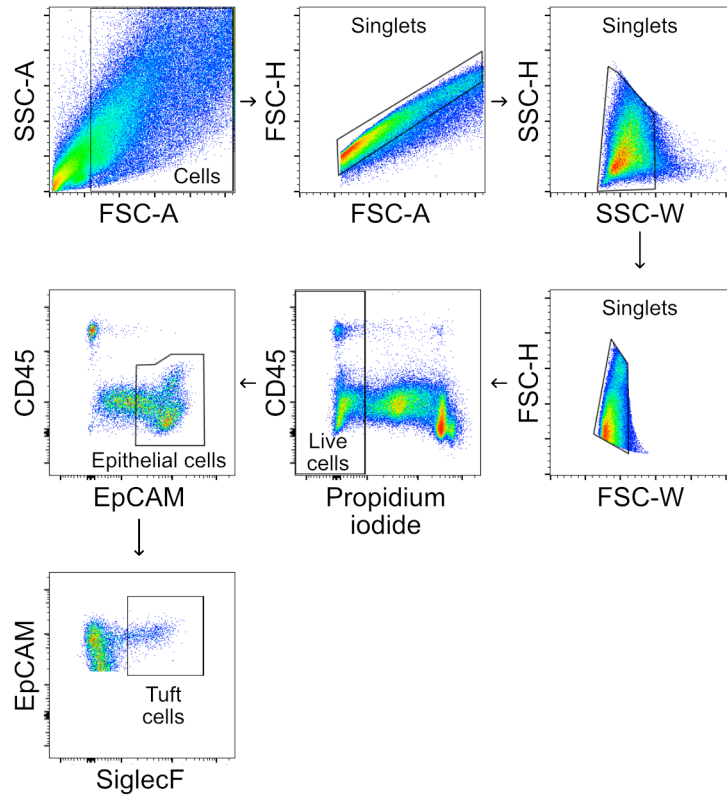 SSC-A
Cells
FSC-A
Singlets
FSC-H
FSC-A
Singlets
SSC-H
SSC-W
CD45
Epithelial cells
EpCAM
CD45
Live
cells
Propidium
iodide
Singlets
FSC-H
FSC-W
EpCAM
Tuft
cells
SiglecF